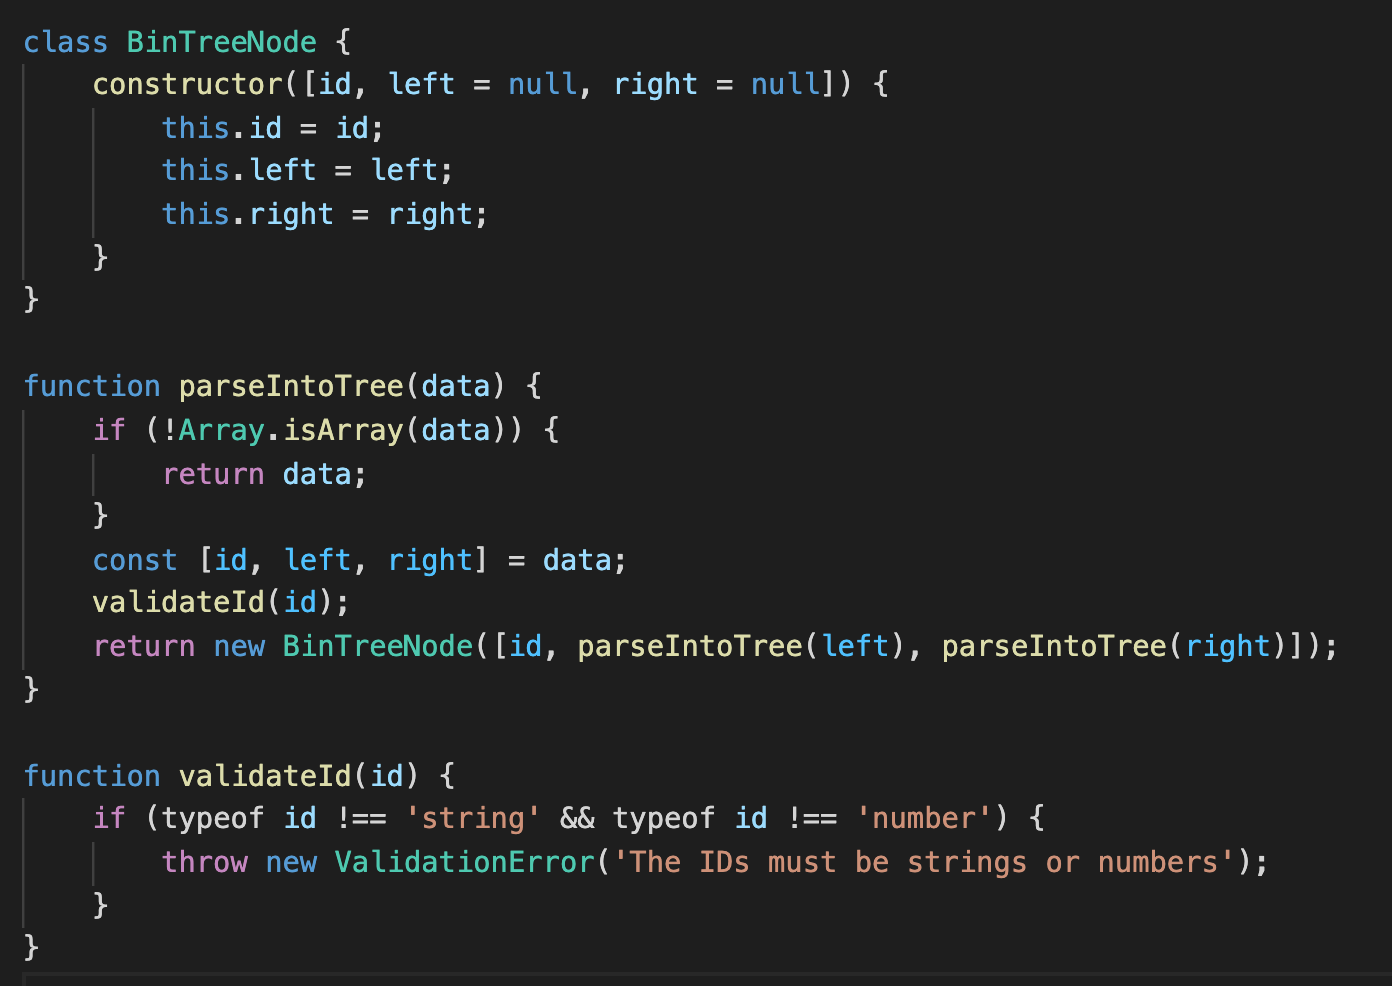 class BinTreeNode {
    constructor([id, left = null, right = null]) {
        this.id = id;
        this.left = left;
        this.right = right;
    }
}

function parseIntoTree(data) {
    if (!Array.isArray(data)) {
        return data;
    }
    const [id, left, right] = data;
    validateId(id);
    return new BinTreeNode([id, parseIntoTree(left), parseIntoTree(right)]);
}

function validateId(id) {
    if (typeof id !== 'string' && typeof id !== 'number') {
        throw new ValidationError('The IDs must be strings or numbers');
    }
}